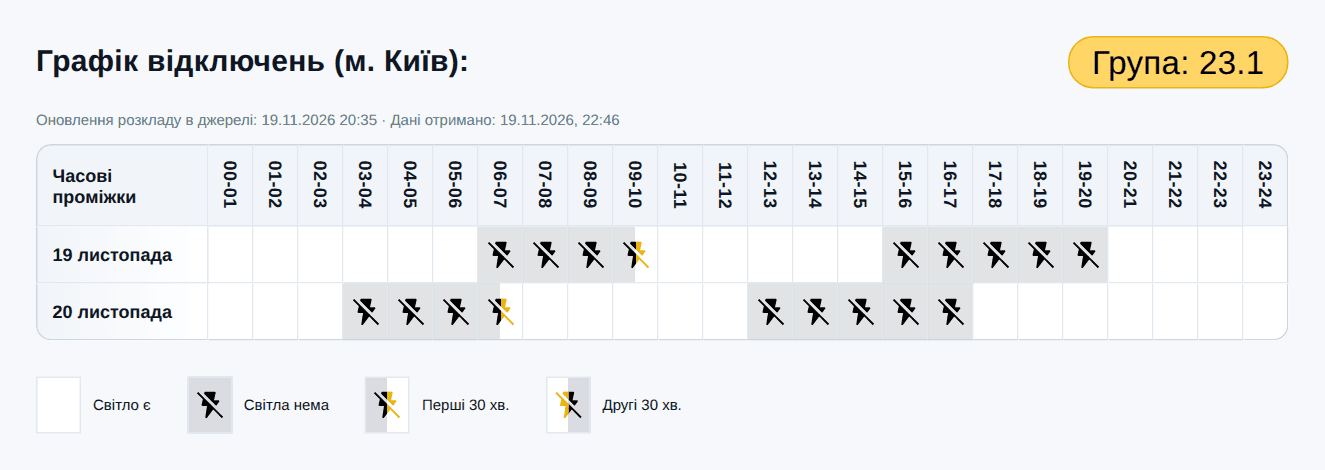 Графік відключень (м. Київ):
Група: 23.1
Оновлення розкладу в джерелі: 19.11.2026 20:35 · Дані отримано: 19.11.2026, 22:46
Часові
проміжки
00-01
01-02
02-03
03-04
04-05
05-06
06-07
07-08
08-09
09-10
10-11
11-12
12-13
13-14
14-15
15-16
16-17
17-18
18-19
19-20
20-21
21-22
22-23
23-24
19 листопада
20 листопада
Світло є
Світла нема
Перші 30 хв.
Другі 30 хв.